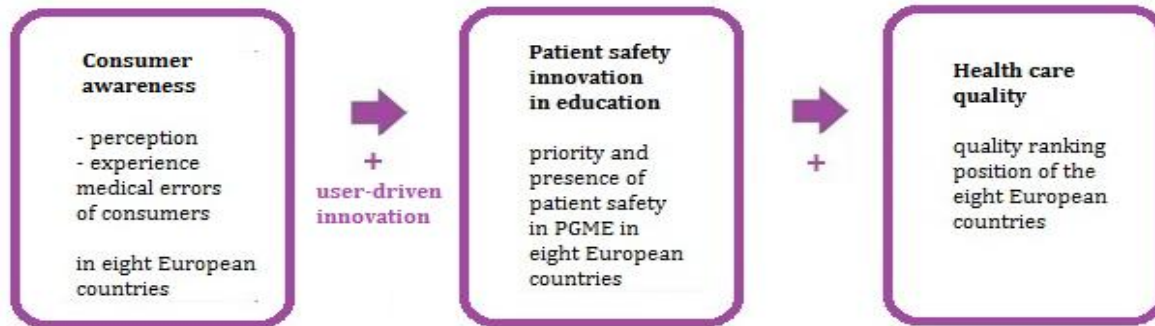 Consumer
awareness
- perception
- experience
medical errors
of consumers
in eight European
countries
+
user-driven
innovation
Patient safety
innovation
in education
priority and
presence of
patient safety
in PGME in
eight European
countries
+
Health care
quality
quality ranking
position of the
eight European
countries